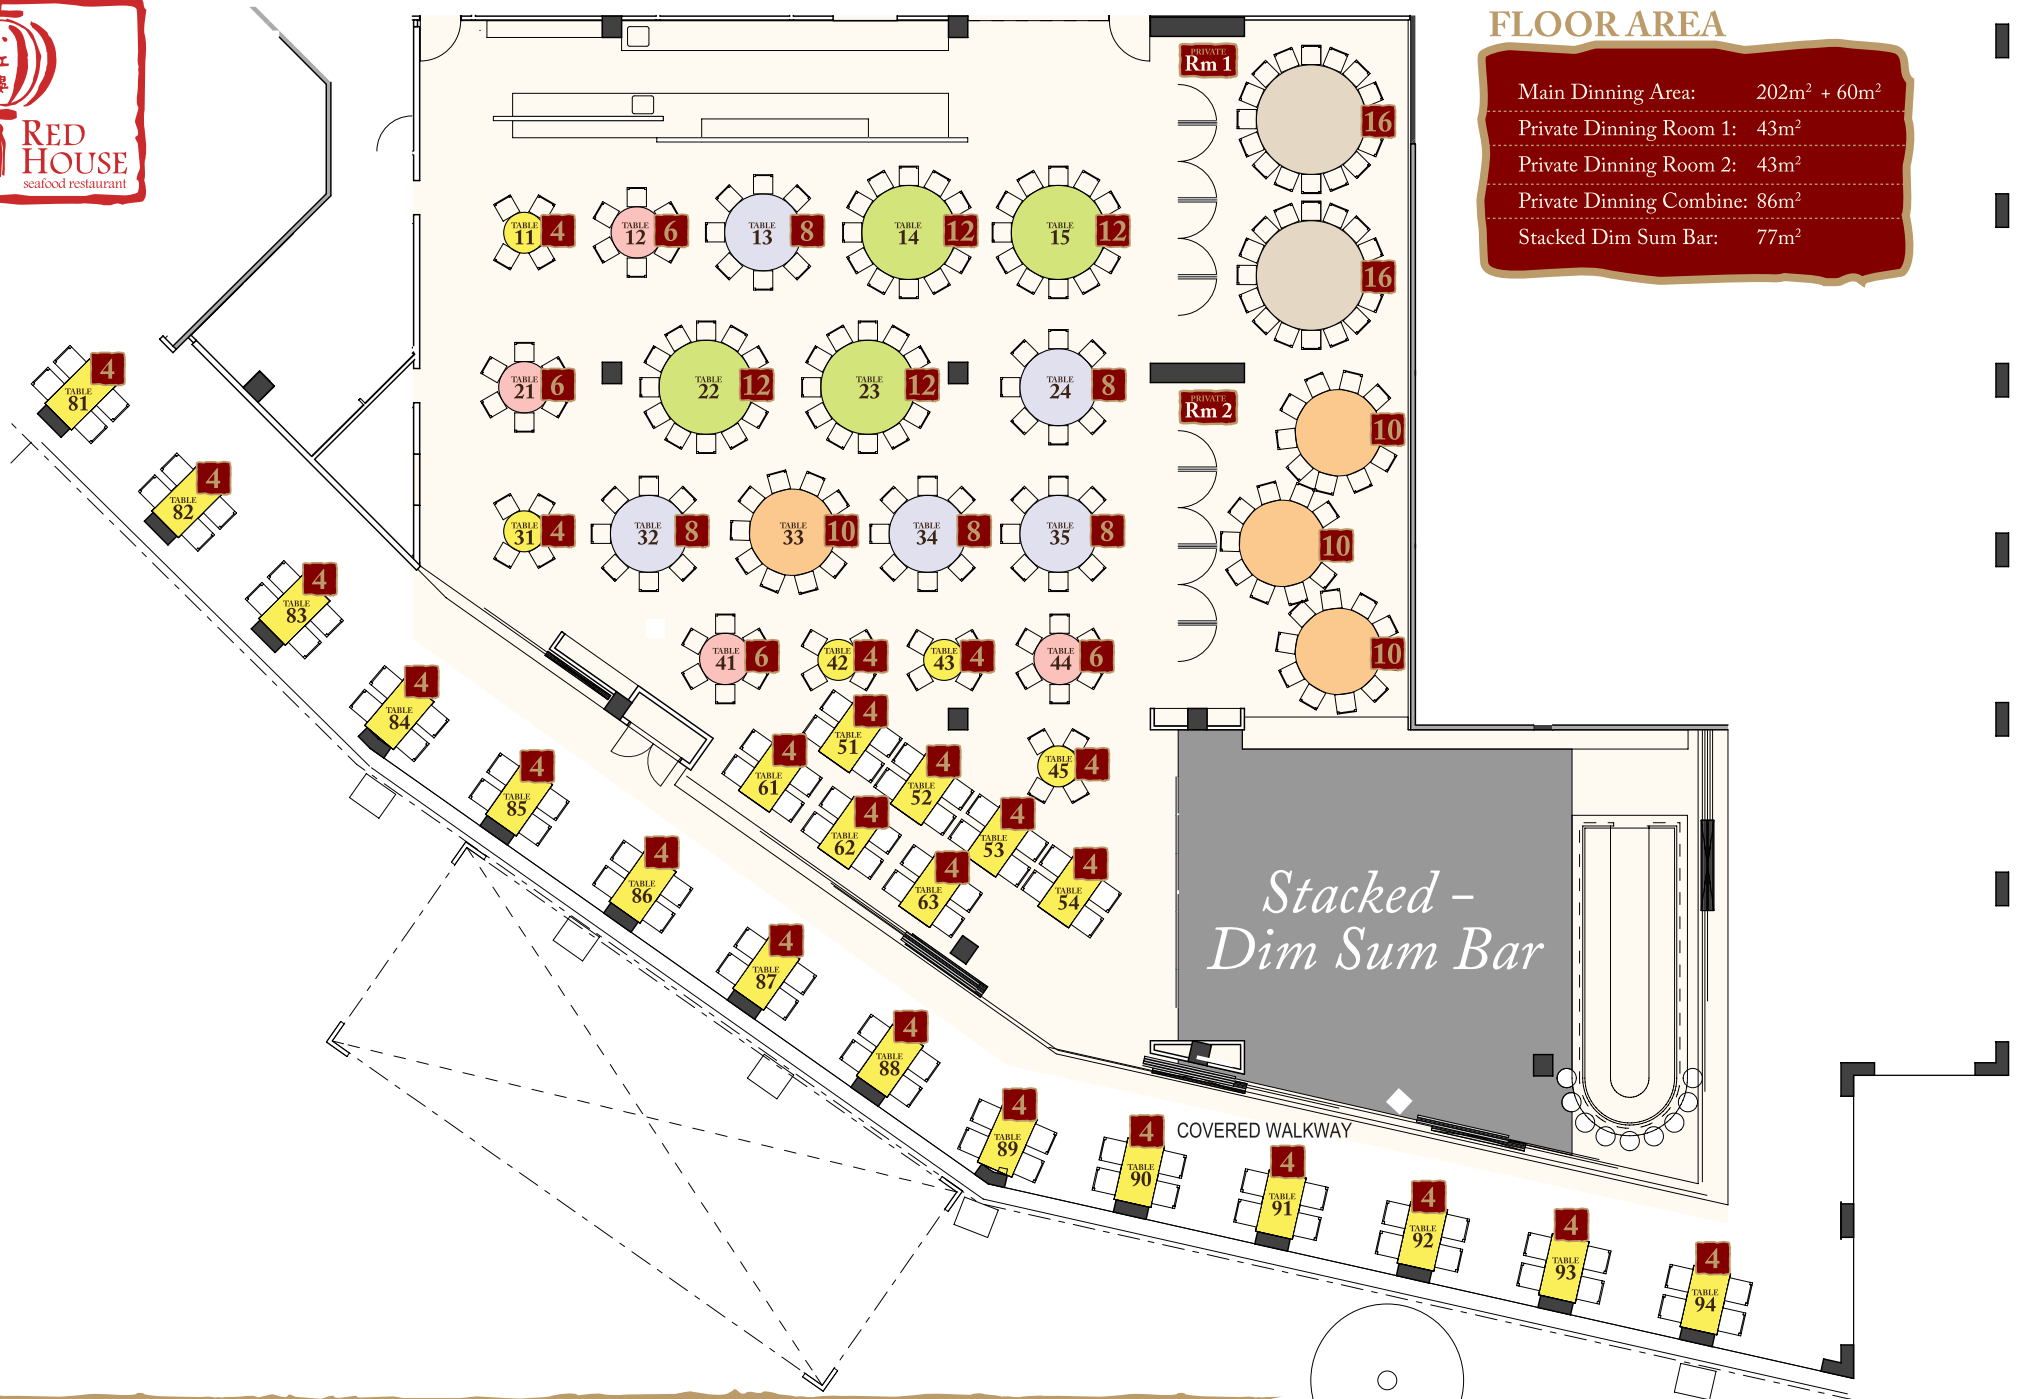 FLOOR AREA
Main Dinning Area: 202m² + 60m²
Private Dinning Room 1: 43m²
Private Dinning Room 2: 43m²
Private Dinning Combine: 86m²
Stacked Dim Sum Bar: 77m²
RED
HOUSE
seafood restaurant
PRIVATE
Rm 1
16
16
TABLE
11
4
TABLE
12
6
TABLE
13
8
TABLE
14
12
TABLE
15
12
TABLE
21
6
TABLE
22
12
TABLE
23
12
TABLE
24
8
PRIVATE
Rm 2
10
10
10
TABLE
31
4
TABLE
32
8
TABLE
33
10
TABLE
34
8
TABLE
35
8
TABLE
41
6
TABLE
42
4
TABLE
43
4
TABLE
44
6
TABLE
45
4
TABLE
51
4
TABLE
52
4
TABLE
53
4
TABLE
54
4
TABLE
61
4
TABLE
62
4
TABLE
63
4
Stacked –
Dim Sum Bar
TABLE
81
4
TABLE
82
4
TABLE
83
4
TABLE
84
4
TABLE
85
4
TABLE
86
4
TABLE
87
4
TABLE
88
4
TABLE
89
4
COVERED WALKWAY
TABLE
90
4
TABLE
91
4
TABLE
92
4
TABLE
93
4
TABLE
94
4